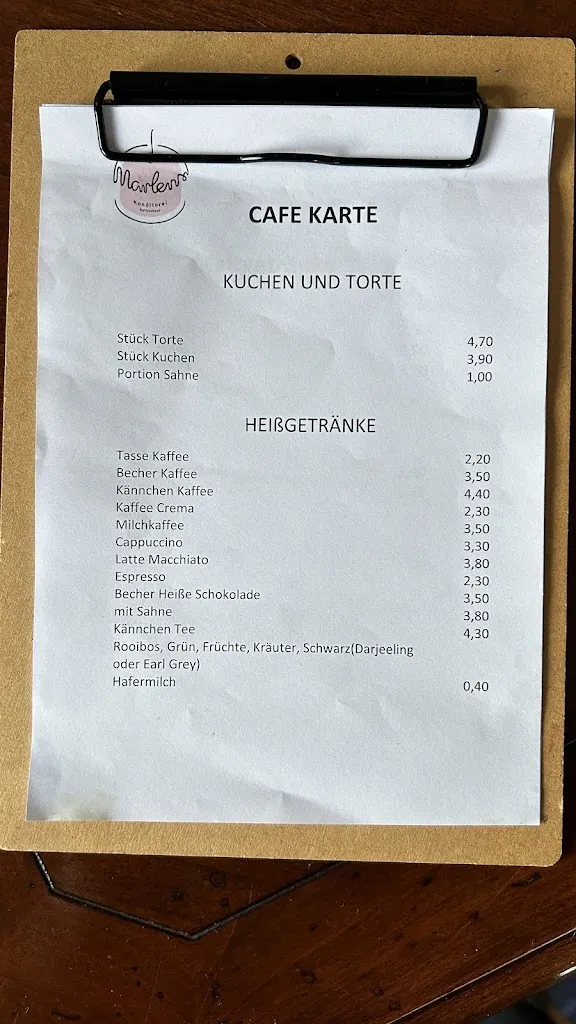 Marlens
Konditorei
CAFE KARTE
KUCHEN UND TORTE
Stück Torte 4,70
Stück Kuchen 3,90
Portion Sahne 1,00
HEIßGETRÄNKE
Tasse Kaffee 2,20
Becher Kaffee 3,50
Kännchen Kaffee 4,40
Kaffee Crema 2,30
Milchkaffee 3,50
Cappuccino 3,30
Latte Macchiato 3,80
Espresso 2,30
Becher Heiße Schokolade 3,50
mit Sahne 3,80
Kännchen Tee 4,30
Rooibos, Grün, Früchte, Kräuter, Schwarz(Darjeeling
oder Earl Grey)
Hafermilch 0,40